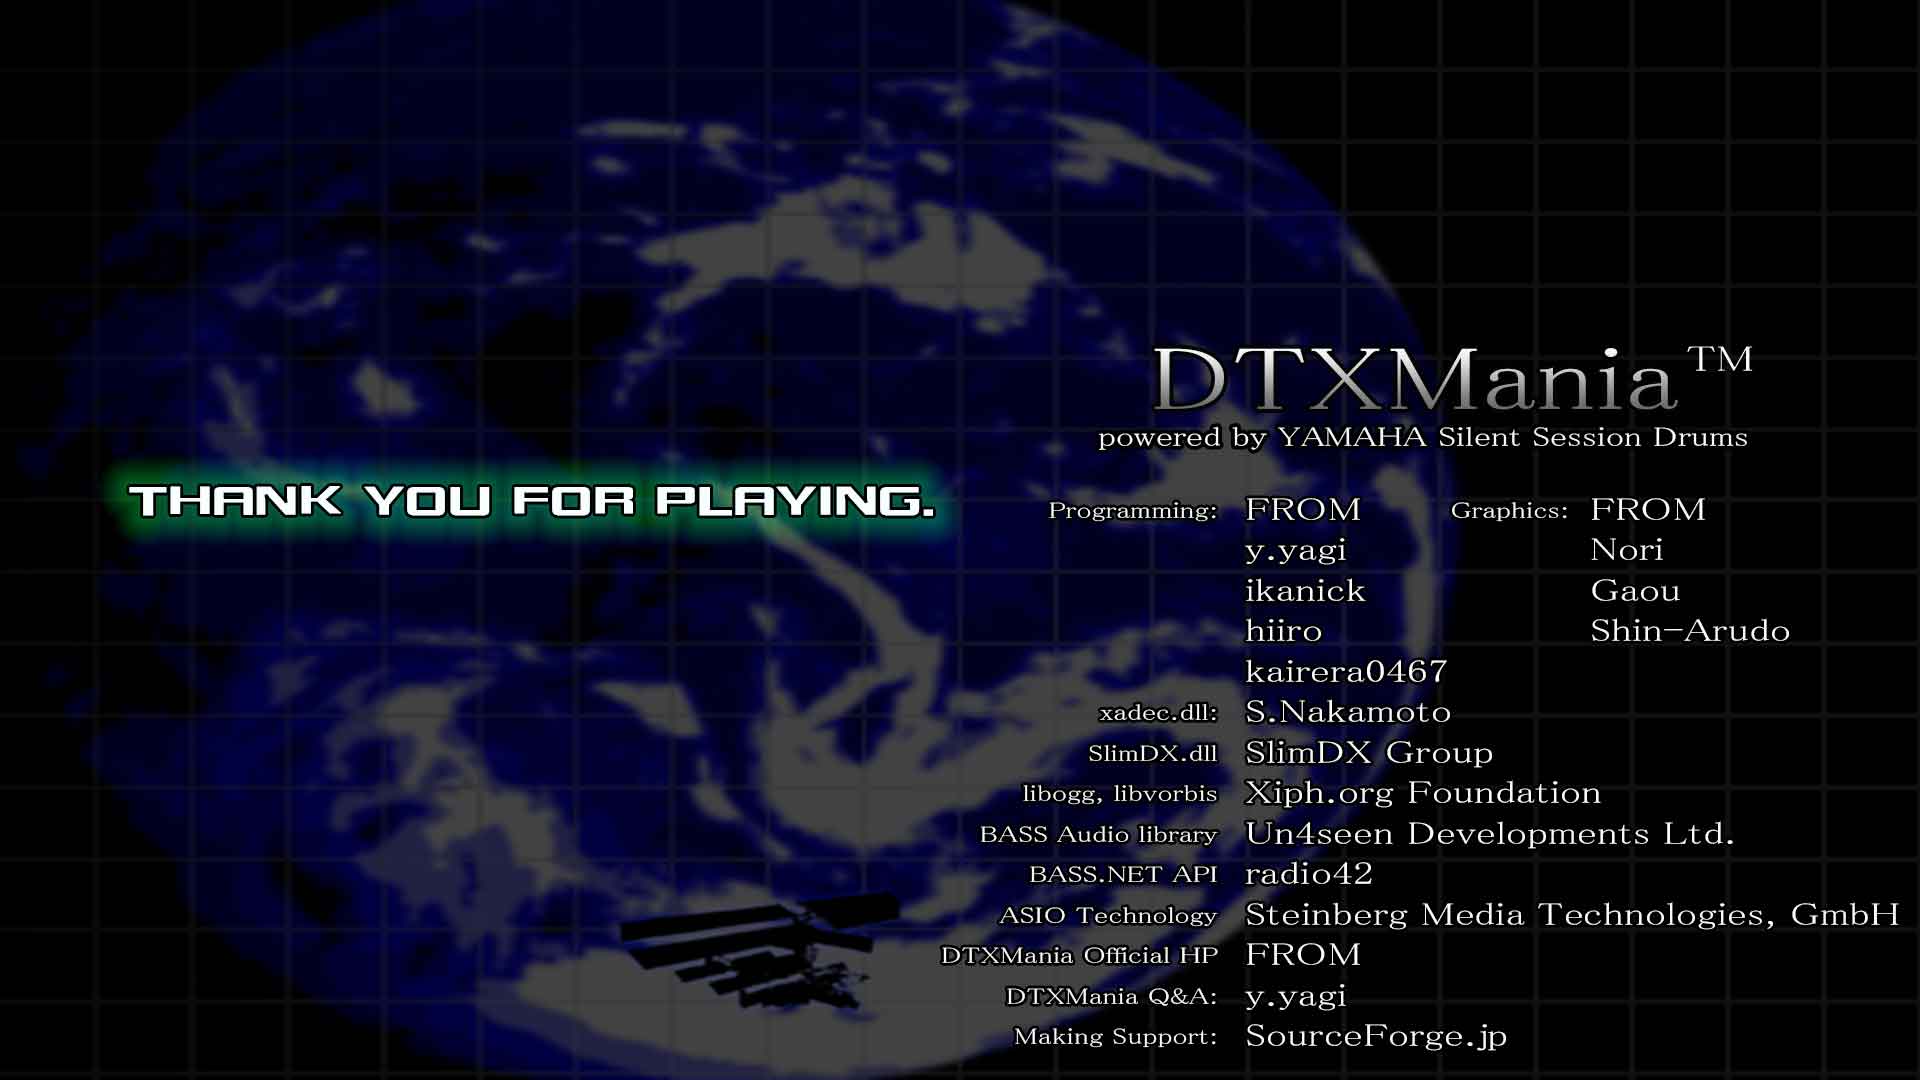 DTXMania™
powered by YAMAHA Silent Session Drums
THANK YOU FOR PLAYING.
Programming: FROM Graphics: FROM
y.yagi Nori
ikanick Gaou
hiiro Shin-Arudo
kairera0467
xadec.dll: S.Nakamoto
SlimDX.dll SlimDX Group
libogg, libvorbis Xiph.org Foundation
BASS Audio library Un4seen Developments Ltd.
BASS.NET API radio42
ASIO Technology Steinberg Media Technologies, GmbH
DTXMania Official HP FROM
DTXMania Q&A: y.yagi
Making Support: SourceForge.jp